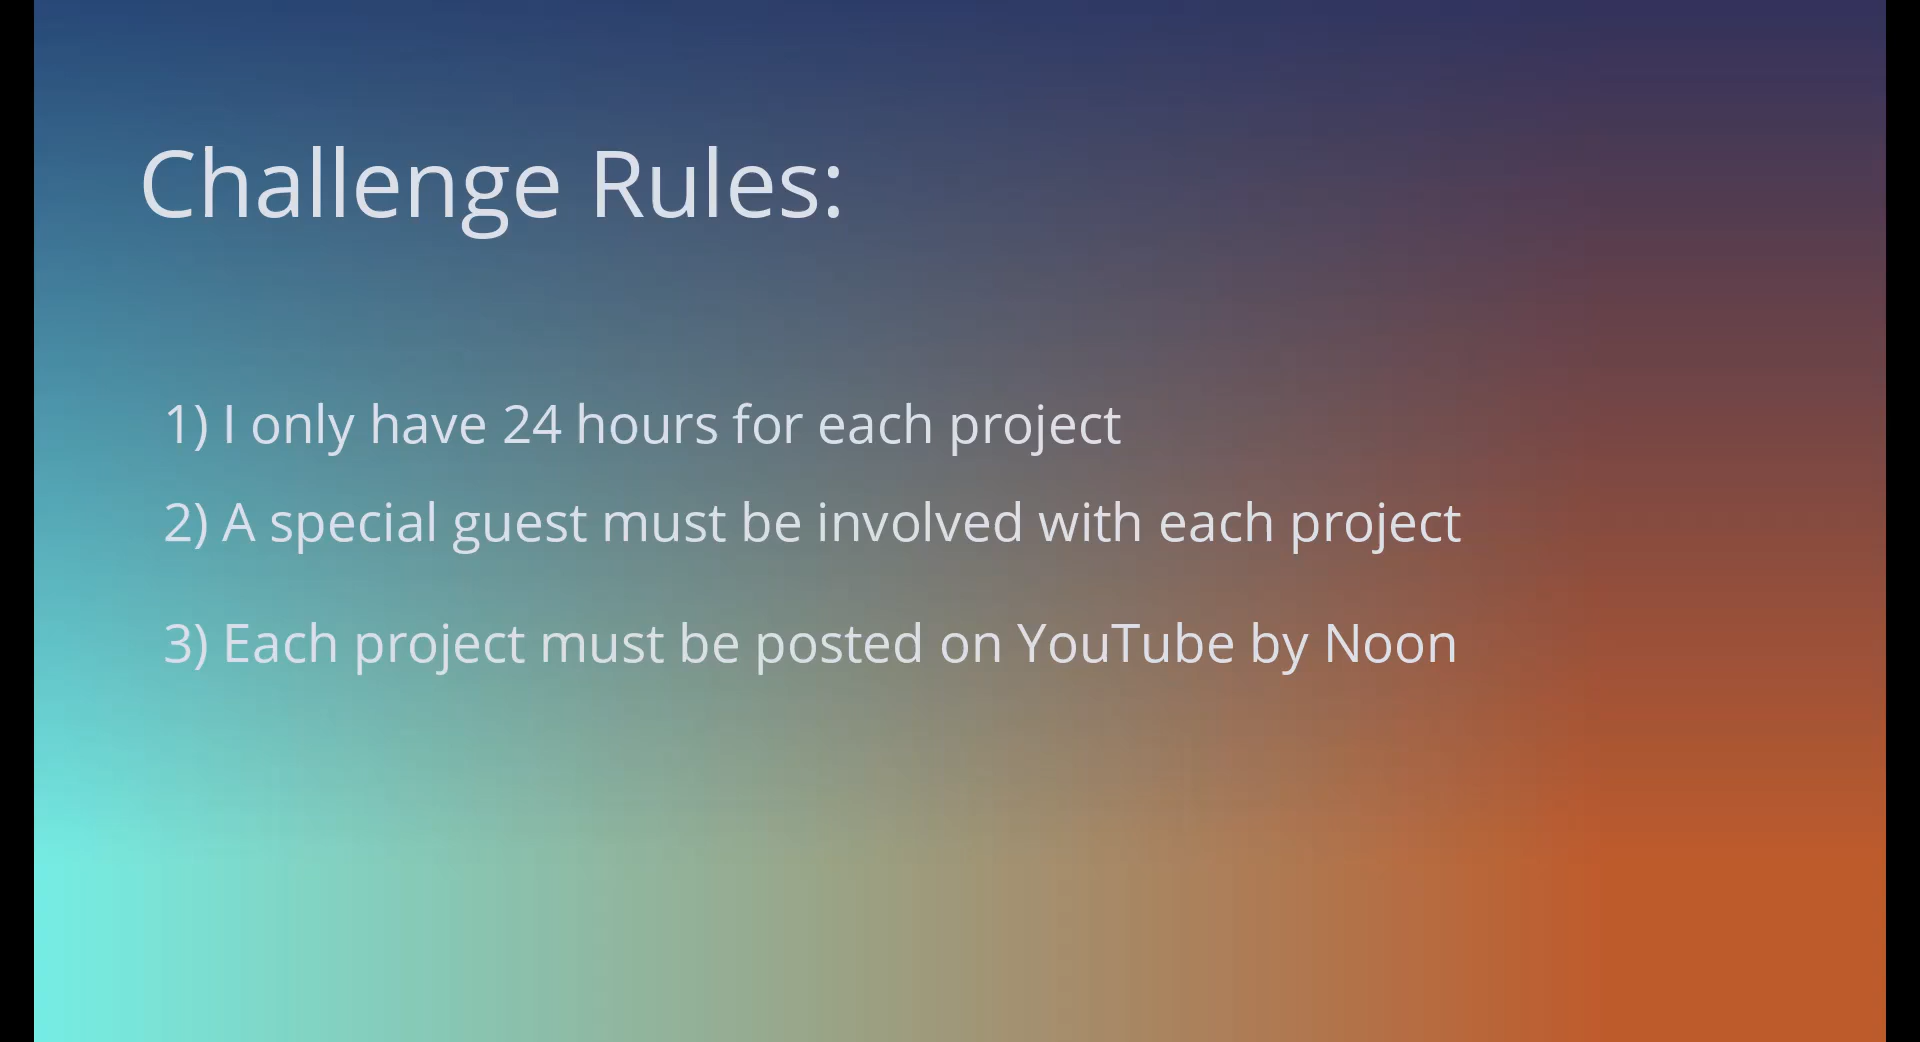 Challenge Rules:
1) I only have 24 hours for each project
2) A special guest must be involved with each project
3) Each project must be posted on YouTube by Noon